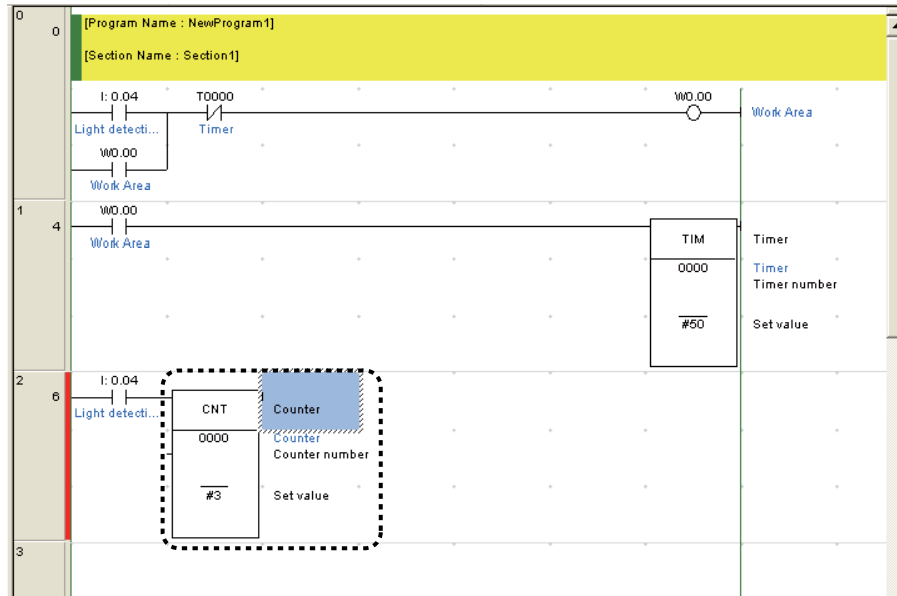 0
0
[Program Name : NewProgram1]
[Section Name : Section1]
I: 0.04 T0000 W0.00
Work Area
Light detecti... Timer
W0.00
Work Area
1
W0.00
4
Work Area
TIM Timer
0000 Timer
Timer number
#50 Set value
2
I: 0.04
6
Light detecti...
CNT Counter
0000 Counter
Counter number
#3 Set value
3